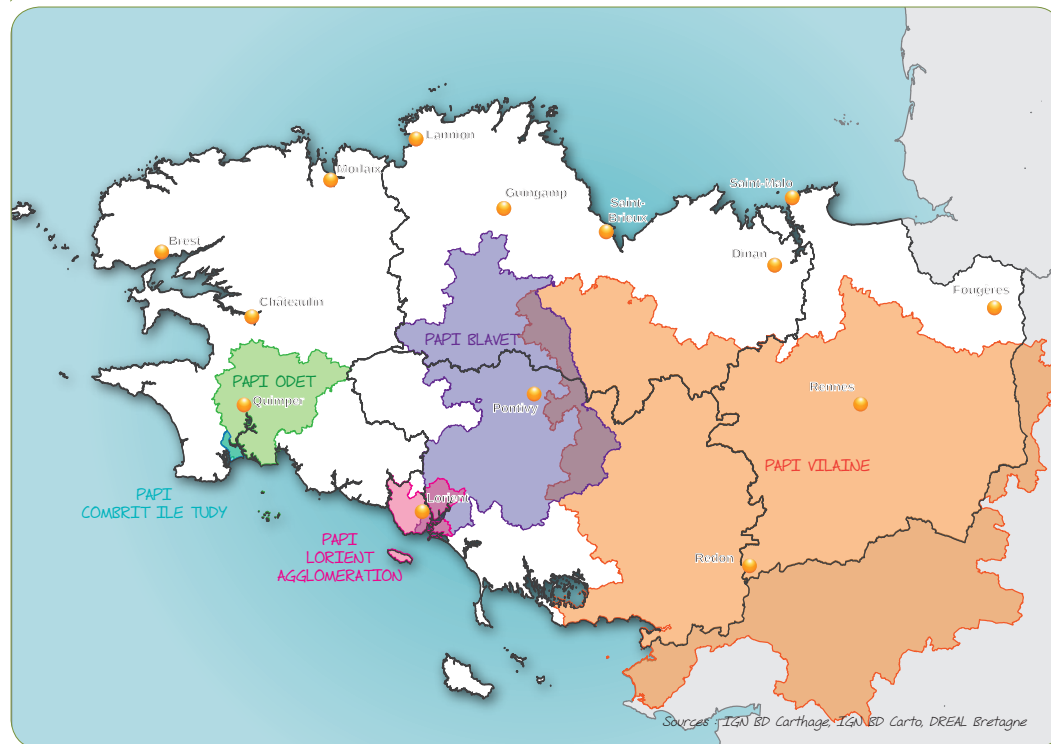 Lannion
Morlaix
Guingamp
Saint-Malo
Saint-
Brieux
Brest
Dinan
Châteaulin
Fougères
PAPI BLAVET
PAPI ODET
Quimper
Rennes
Pontivy
PAPI VILAINE
PAPI
COMBRIT ILE TUDY
Lorient
PAPI
LORIENT
AGGLOMERATION
Redon
Sources : IGN BD Carthage, IGN BD Carto, DREAL Bretagne